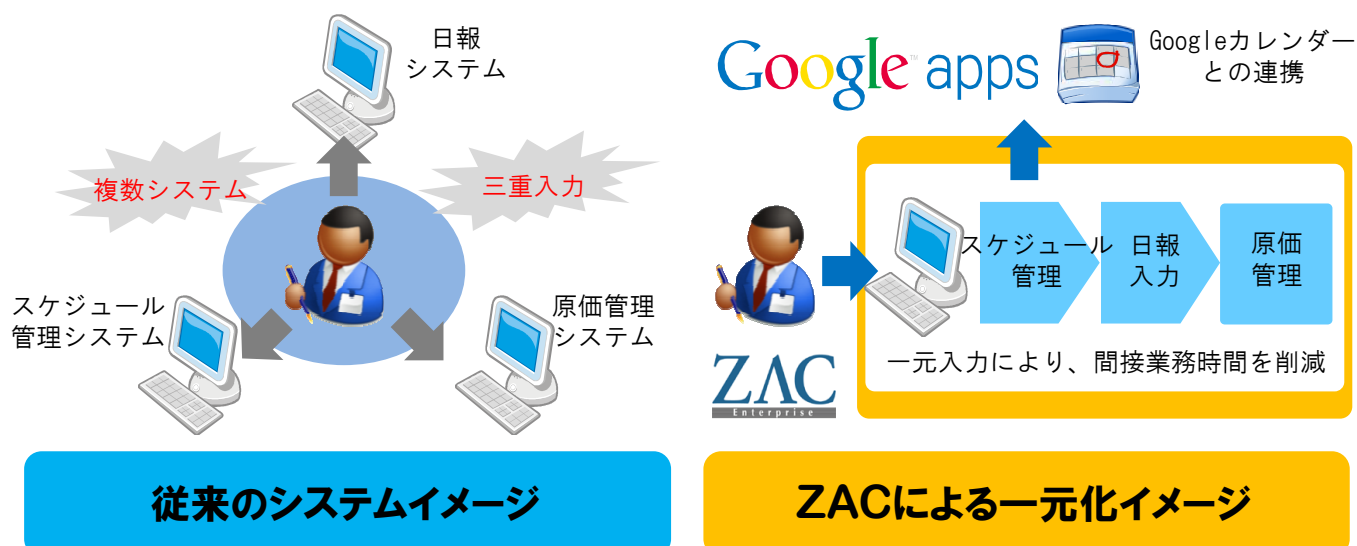 日報
システム
複数システム
三重入力
スケジュール
管理システム
原価管理
システム
従来のシステムイメージ
Google™ apps
Googleカレンダー
との連携
スケジュール
管理
日報
入力
原価
管理
一元入力により、間接業務時間を削減
ZAC
Enterprise
ZACによる一元化イメージ